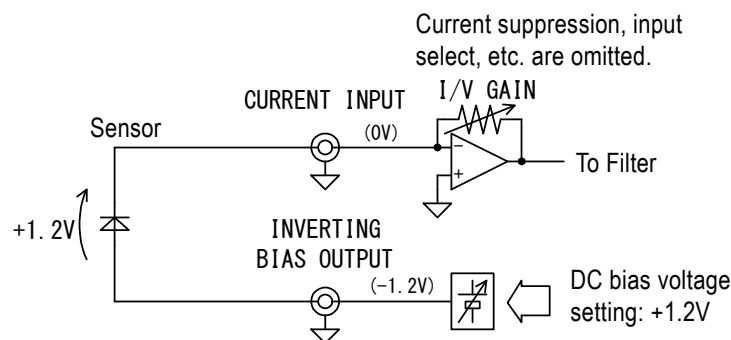 Current suppression, input
select, etc. are omitted.
I/V GAIN
CURRENT INPUT
(0V)
Sensor
−
+
To Filter
+1.2V
INVERTING
BIAS OUTPUT
(−1.2V)
DC bias voltage
setting: +1.2V